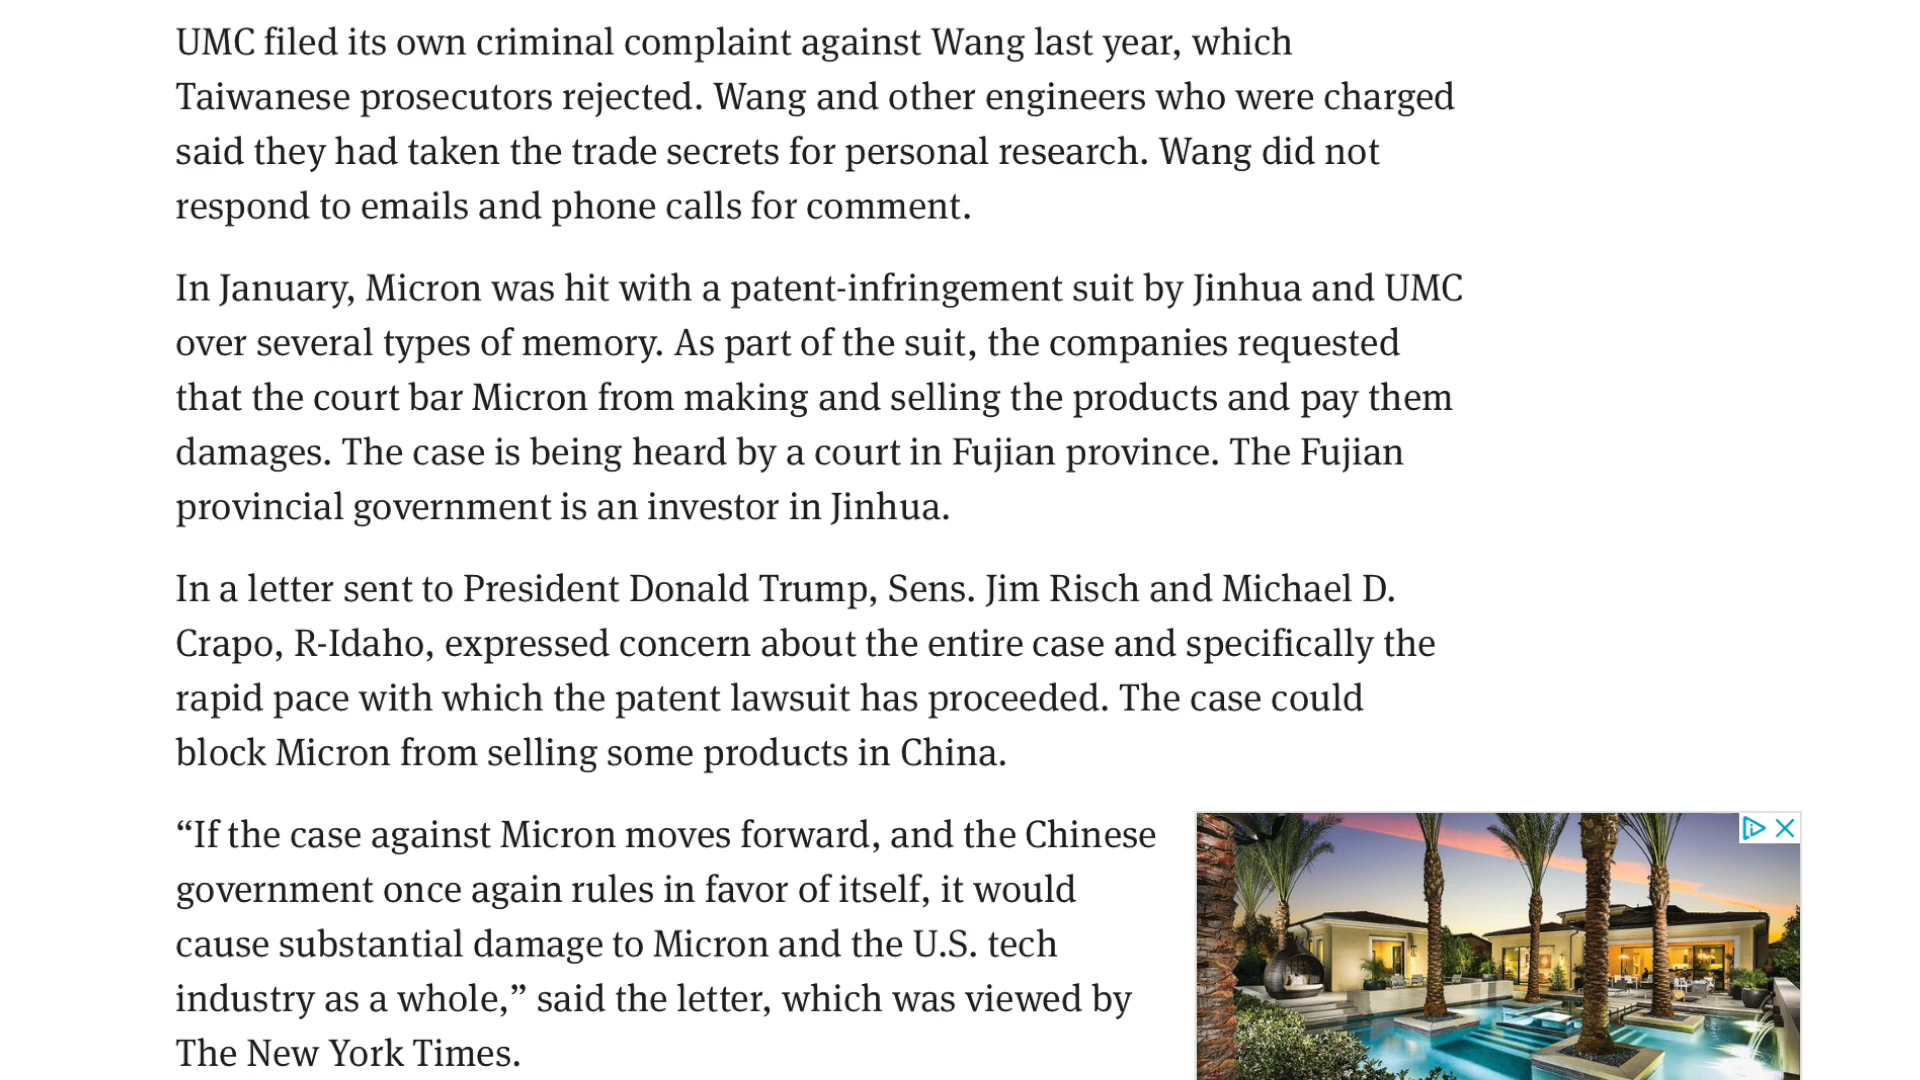 UMC filed its own criminal complaint against Wang last year, which
Taiwanese prosecutors rejected. Wang and other engineers who were charged
said they had taken the trade secrets for personal research. Wang did not
respond to emails and phone calls for comment.
In January, Micron was hit with a patent-infringement suit by Jinhua and UMC
over several types of memory. As part of the suit, the companies requested
that the court bar Micron from making and selling the products and pay them
damages. The case is being heard by a court in Fujian province. The Fujian
provincial government is an investor in Jinhua.
In a letter sent to President Donald Trump, Sens. Jim Risch and Michael D.
Crapo, R-Idaho, expressed concern about the entire case and specifically the
rapid pace with which the patent lawsuit has proceeded. The case could
block Micron from selling some products in China.
“If the case against Micron moves forward, and the Chinese
government once again rules in favor of itself, it would
cause substantial damage to Micron and the U.S. tech
industry as a whole,” said the letter, which was viewed by
The New York Times.